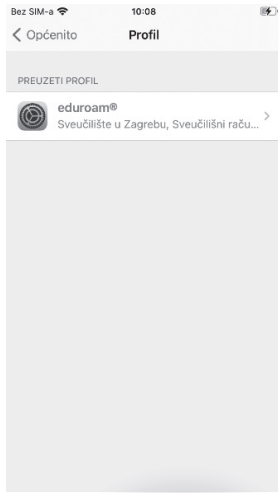 Bez SIM-a 10:08
Općenito Profil
PREUZETI PROFIL
eduroam®
Sveučilište u Zagrebu, Sveučilišni raču...